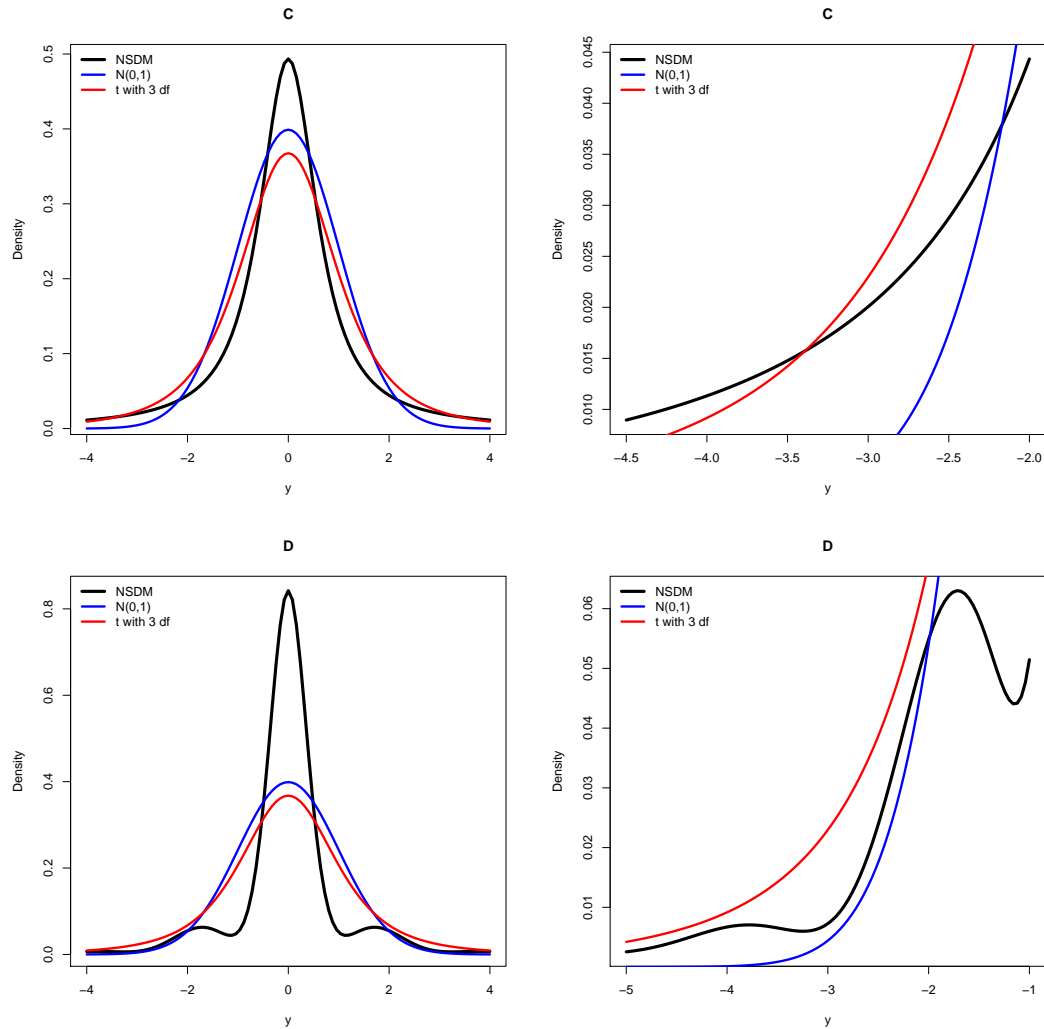 C
NSDM
N(0,1)
t with 3 df
Density
0.0
0.1
0.2
0.3
0.4
0.5
−4
−2
0
2
4
y
C
NSDM
N(0,1)
t with 3 df
Density
0.010
0.015
0.020
0.025
0.030
0.035
0.040
0.045
−4.5
−4.0
−3.5
−3.0
−2.5
−2.0
y
D
NSDM
N(0,1)
t with 3 df
Density
0.0
0.2
0.4
0.6
0.8
−4
−2
0
2
4
y
D
NSDM
N(0,1)
t with 3 df
Density
0.01
0.02
0.03
0.04
0.05
0.06
−5
−4
−3
−2
−1
y